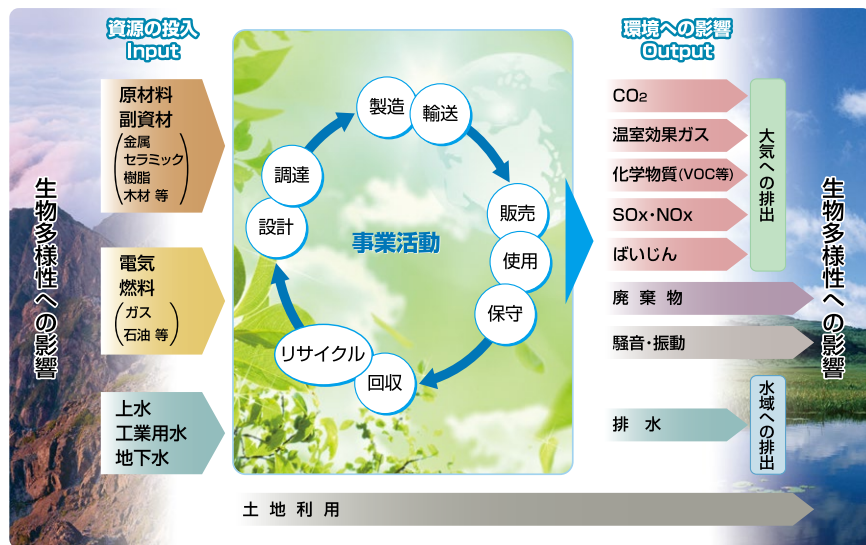 資源の投入
Input
生物多様性への影響
原材料
副資材
(金属
セラミック
樹脂
木材 等)
電気
燃料
(ガス
石油 等)
上水
工業用水
地下水
事業活動
設計
調達
製造
輸送
販売
使用
保守
回収
リサイクル
環境への影響
Output
CO₂
温室効果ガス
化学物質(VOC等)
SOx・NOx
ばいじん
大気への排出
廃棄物
騒音・振動
排水
水域への排出
生物多様性への影響
土地利用